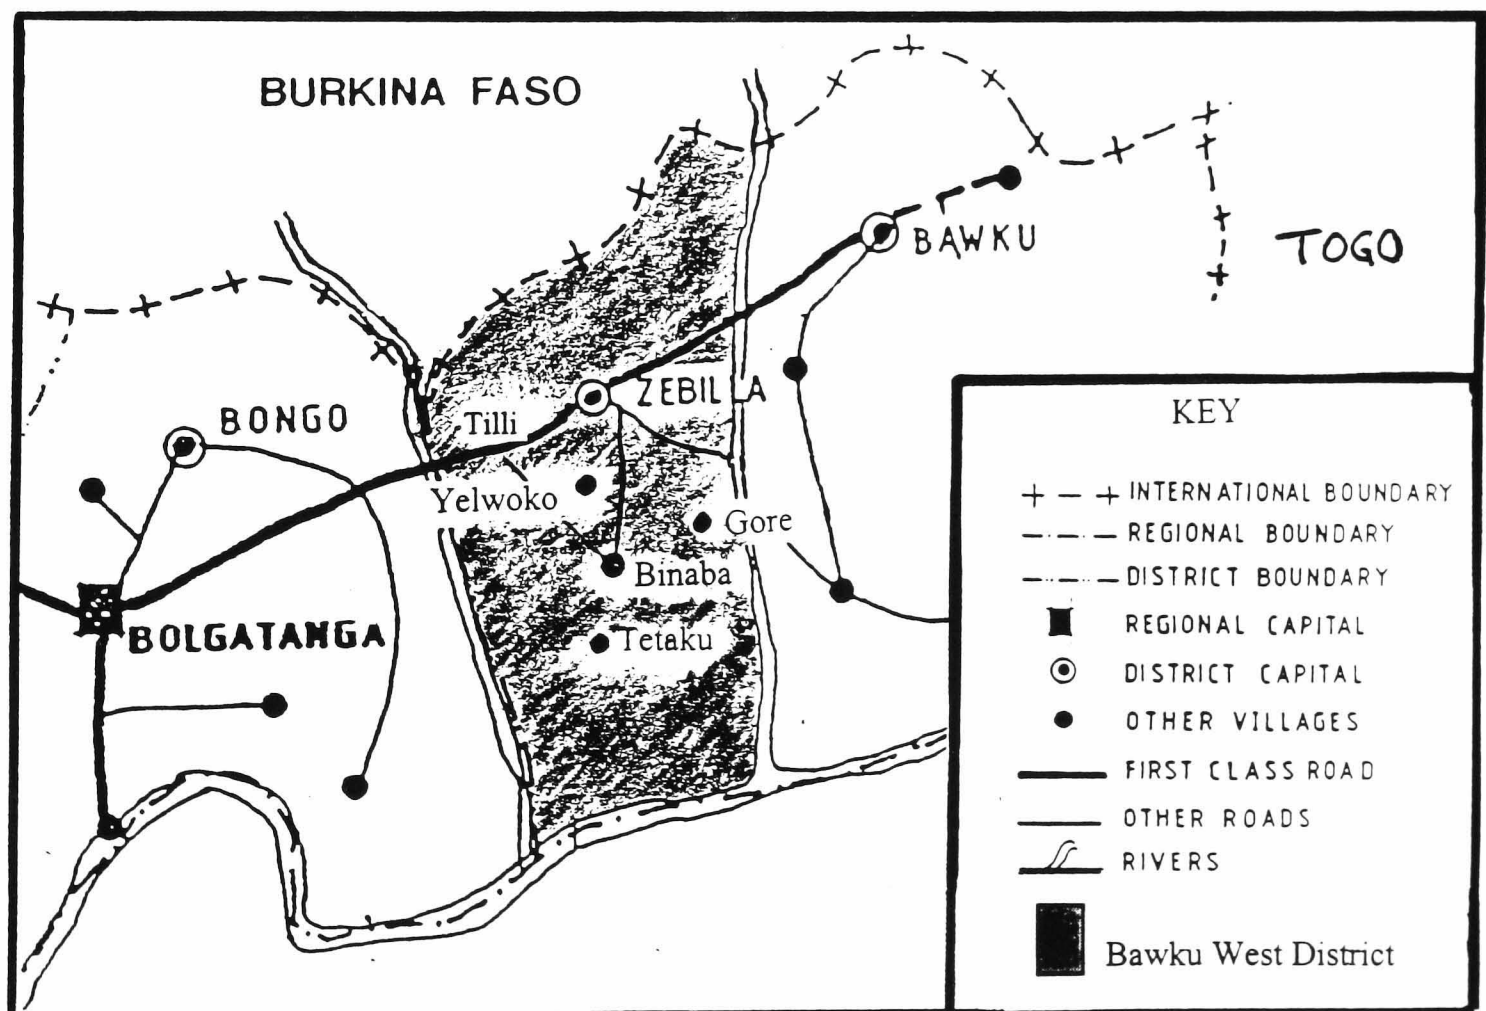 BURKINA FASO
BAWKU
TOGO
ZEBILLA
Tilli
BONGO
Yelwoko
Gore
Binaba
BOLGATANGA
Tetaku
KEY
INTERNATIONAL BOUNDARY
REGIONAL BOUNDARY
DISTRICT BOUNDARY
REGIONAL CAPITAL
DISTRICT CAPITAL
OTHER VILLAGES
FIRST CLASS ROAD
OTHER ROADS
RIVERS
Bawku West District